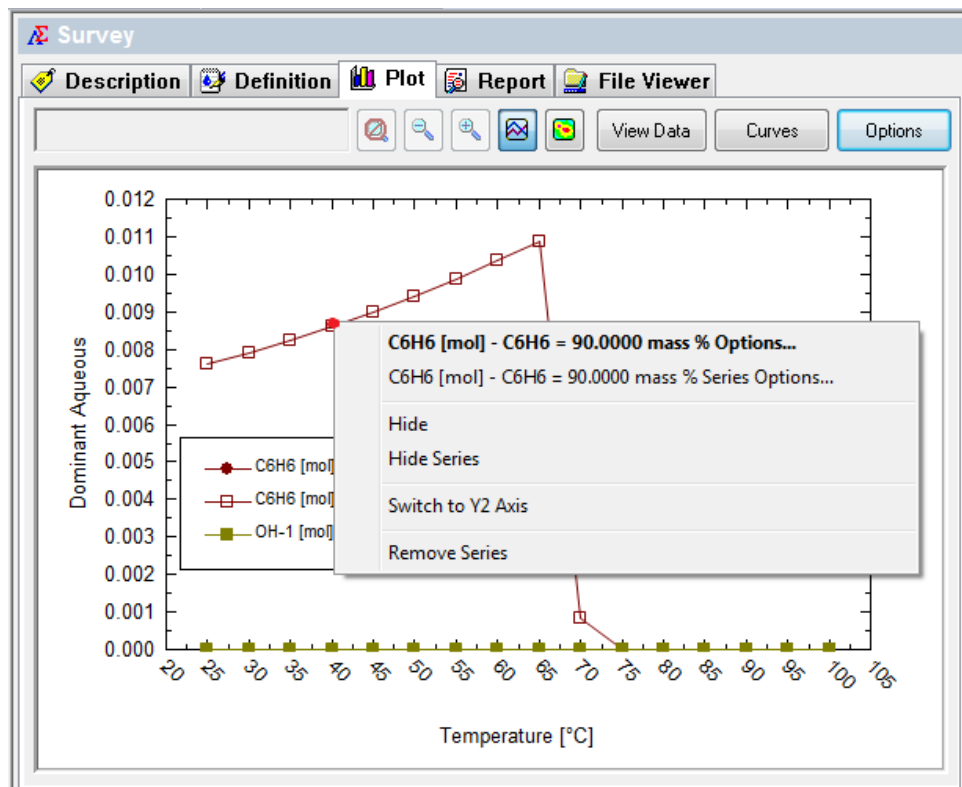 Survey
Description Definition Plot Report File Viewer
View Data Curves Options
0.012
0.011
0.010
0.009
0.008
0.007
0.006
0.005
0.004
0.003
0.002
0.001
0.000
Dominant Aqueous
C6H6 [mol] - C6H6 = 90.0000 mass % Options...
C6H6 [mol] - C6H6 = 90.0000 mass % Series Options...
Hide
Hide Series
Switch to Y2 Axis
Remove Series
C6H6 [mol]
C6H6 [mol]
OH-1 [mol]
20 25 30 35 40 45 50 55 60 65 70 75 80 85 90 95 100 105
Temperature [°C]